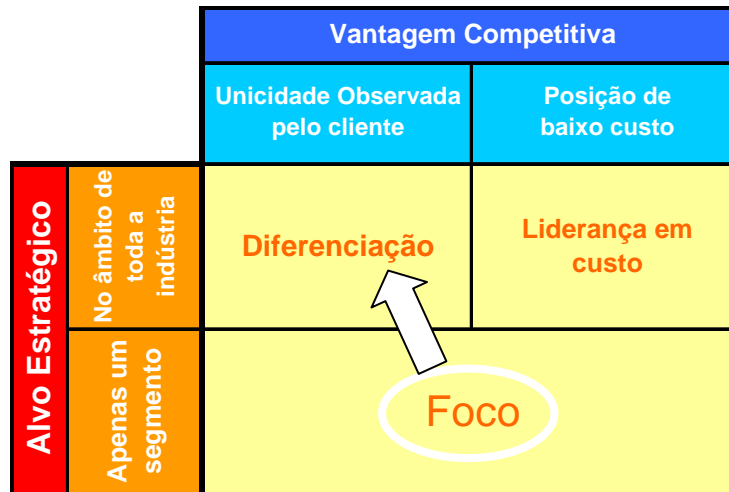 Vantagem Competitiva
Unicidade Observada
pelo cliente
Posição de
baixo custo
Alvo Estratégico
No âmbito de
toda a
indústria
Diferenciação
Liderança em
custo
Apenas um
segmento
Foco